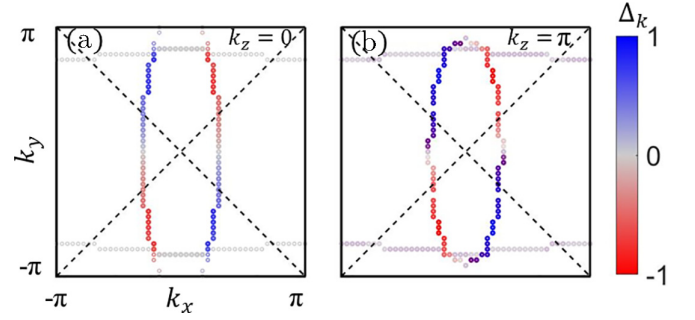 π (a) k_z = 0 (b) k_z = π Δ_k
1
k_y 0
-π -1
-π k_x π